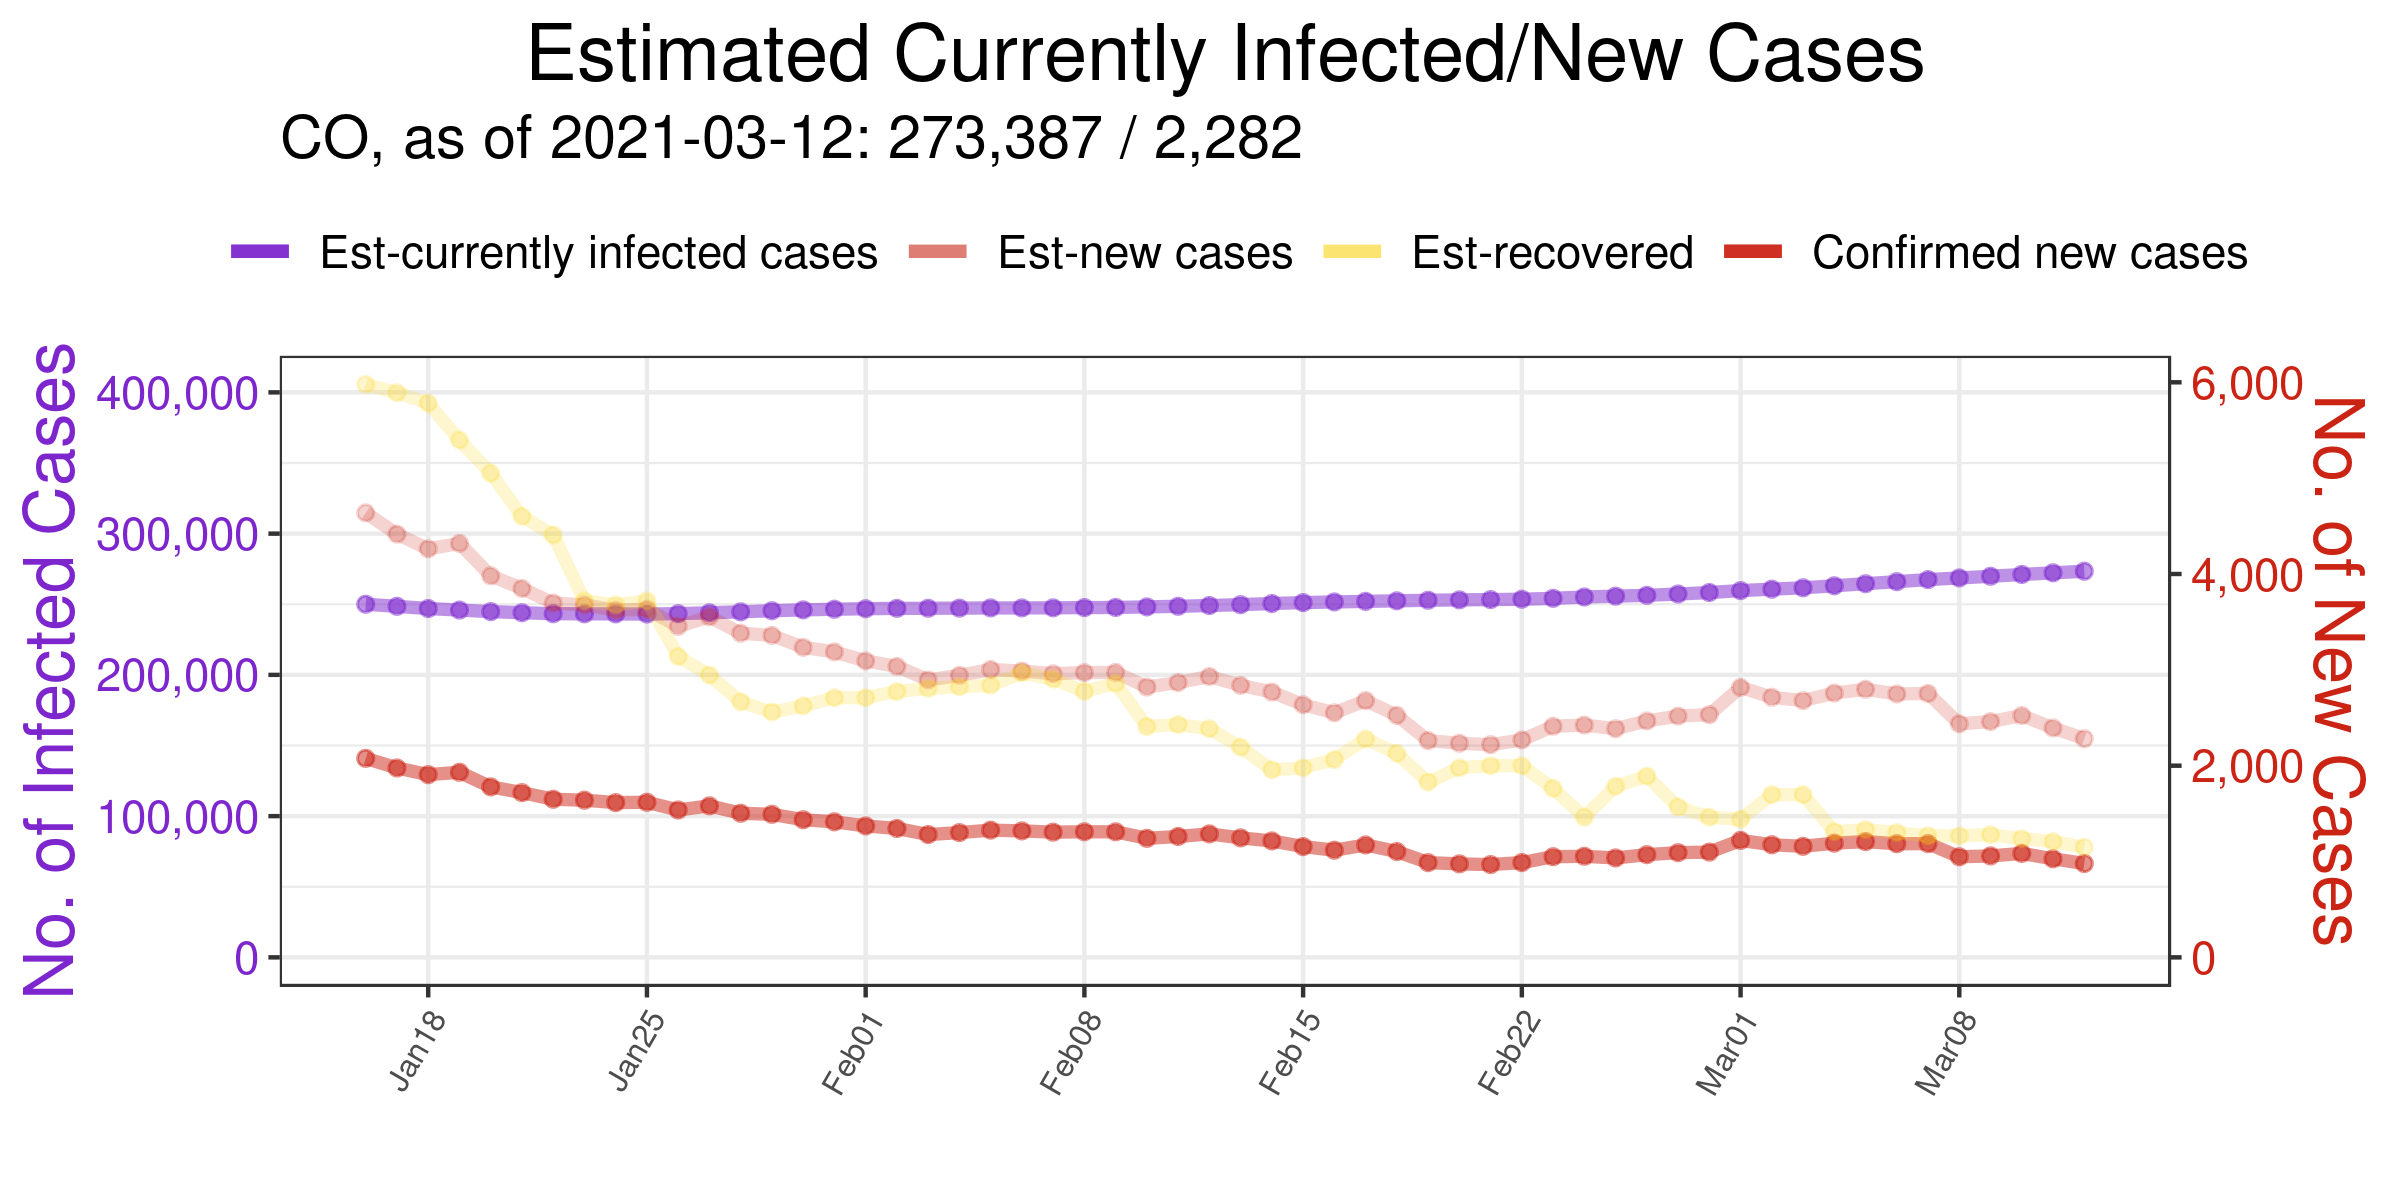 Estimated Currently Infected/New Cases
CO, as of 2021-03-12: 273,387 / 2,282
Est-currently infected cases Est-new cases Est-recovered Confirmed new cases
No. of Infected Cases
400,000
300,000
200,000
100,000
0
6,000
4,000
2,000
0
No. of New Cases
Jan18 Jan25 Feb01 Feb08 Feb15 Feb22 Mar01 Mar08